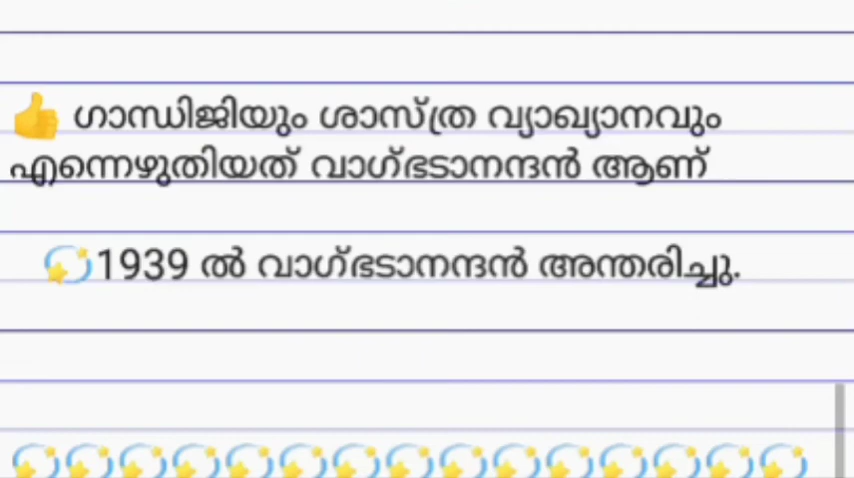 👍 ഗാന്ധിജിയും ശാസ്ത്ര വ്യാഖ്യാനവും
എന്നെഴുതിയത് വാഗ്ഭടാനന്ദൻ ആണ്
💫1939 ൽ വാഗ്ഭടാനന്ദൻ അന്തരിച്ചു.
💫💫💫💫💫💫💫💫💫💫💫💫💫💫💫